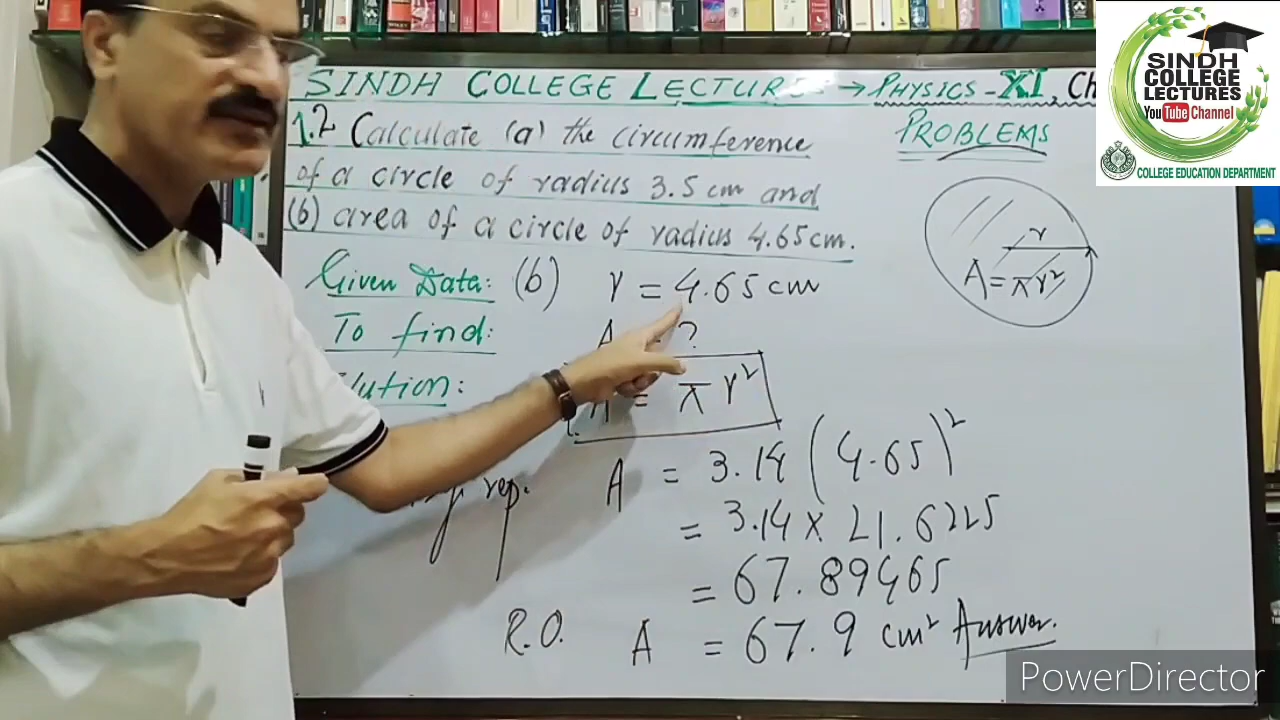 SINDH COLLEGE LECTURES → PHYSICS - XI, Ch
1.2 Calculate (a) the circumference
of a circle of radius 3.5 cm and
(b) area of a circle of radius 4.65 cm.
PROBLEMS
r
A = πr²
Given Data: (b) r = 4.65 cm
To find: A = ?
lution: A = πr²
rep. A = 3.14 (4.65)²
= 3.14 × 21.6225
= 67.89465
R.O. A = 67.9 cm² Answer.
SINDH
COLLEGE
LECTURES
YouTube Channel
COLLEGE EDUCATION DEPARTMENT
PowerDirector